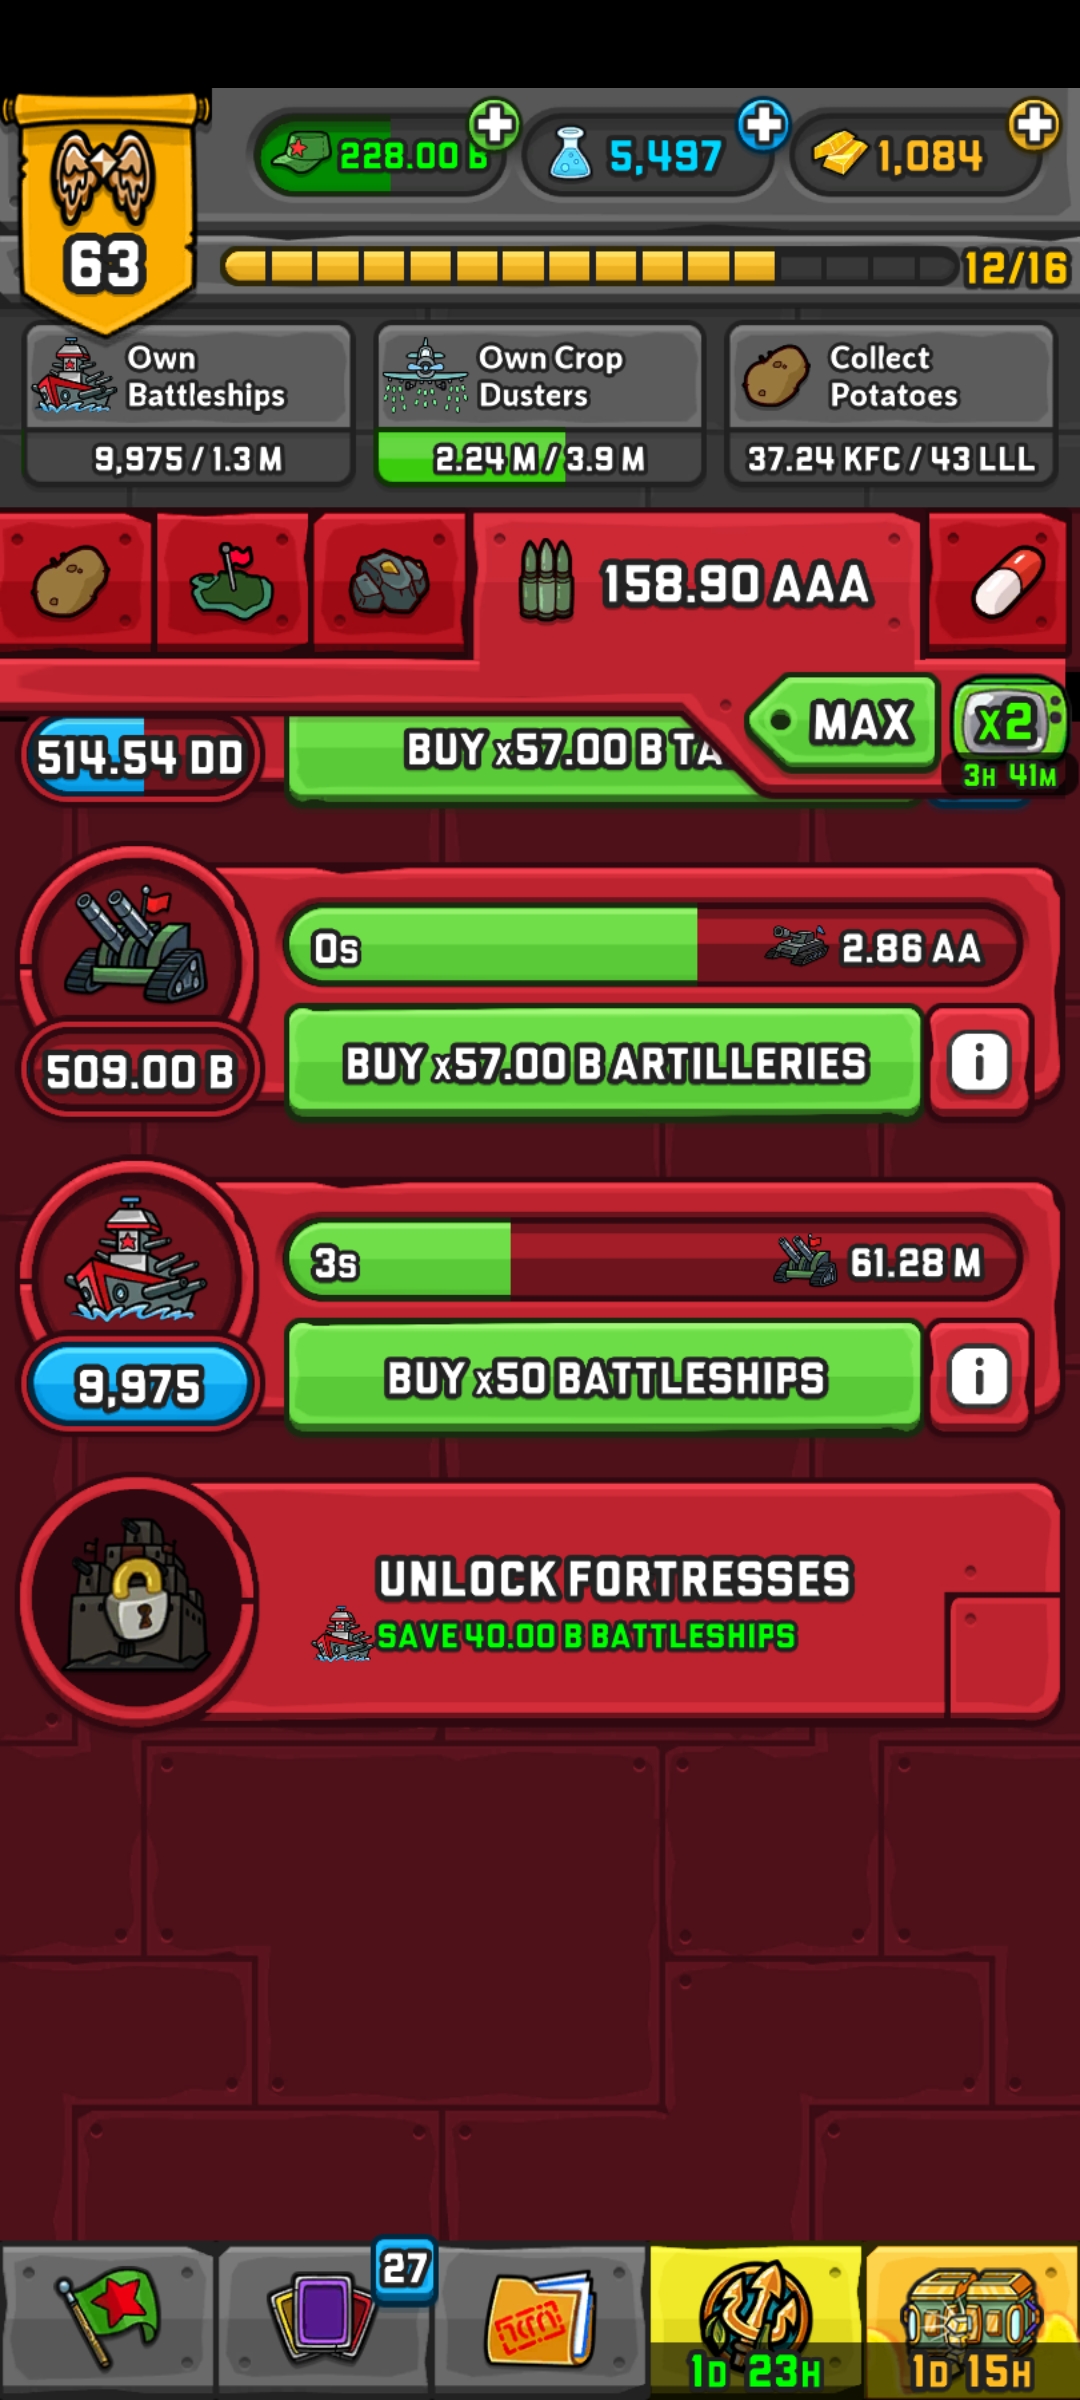 228.00 B
5,497
1,084
63
12/16
Own
Battleships
9,975 / 1.3 M
Own Crop
Dusters
2.24 M / 3.9 M
Collect
Potatoes
37.24 KFC / 43 LLL
158.90 AAA
MAX
x2
3H 41M
514.54 DD
BUY x57.00 B TA
0s
2.86 AA
509.00 B
BUY x57.00 B ARTILLERIES
i
3s
61.28 M
9,975
BUY x50 BATTLESHIPS
i
UNLOCK FORTRESSES
SAVE 40.00 B BATTLESHIPS
27
1D 23H
1D 15H